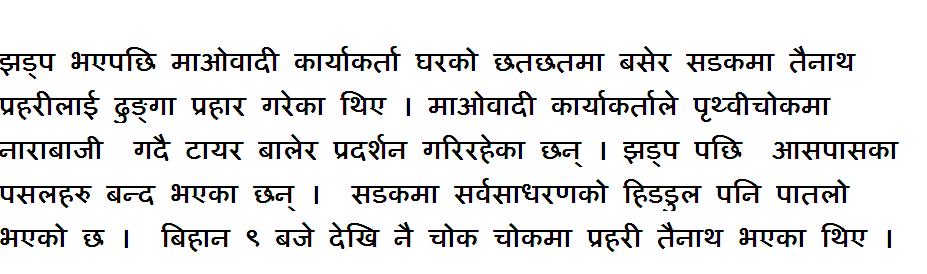 झड्प भएपछि माओवादी कार्याकर्ता घरको छतछतमा बसेर सडकमा तैनाथ
प्रहरीलाई ढुङ्गा प्रहार गरेका थिए । माओवादी कार्याकर्ताले पृथ्वीचोकमा
नाराबाजी गर्दै टायर बालेर प्रदर्शन गरिरहेका छन् । झड्प पछि आसपासका
पसलहरु बन्द भएका छन् । सडकमा सर्वसाधरणको हिडडुल पनि पातलो
भएको छ । बिहान ९ बजे देखि नै चोक चोकमा प्रहरी तैनाथ भएका थिए ।